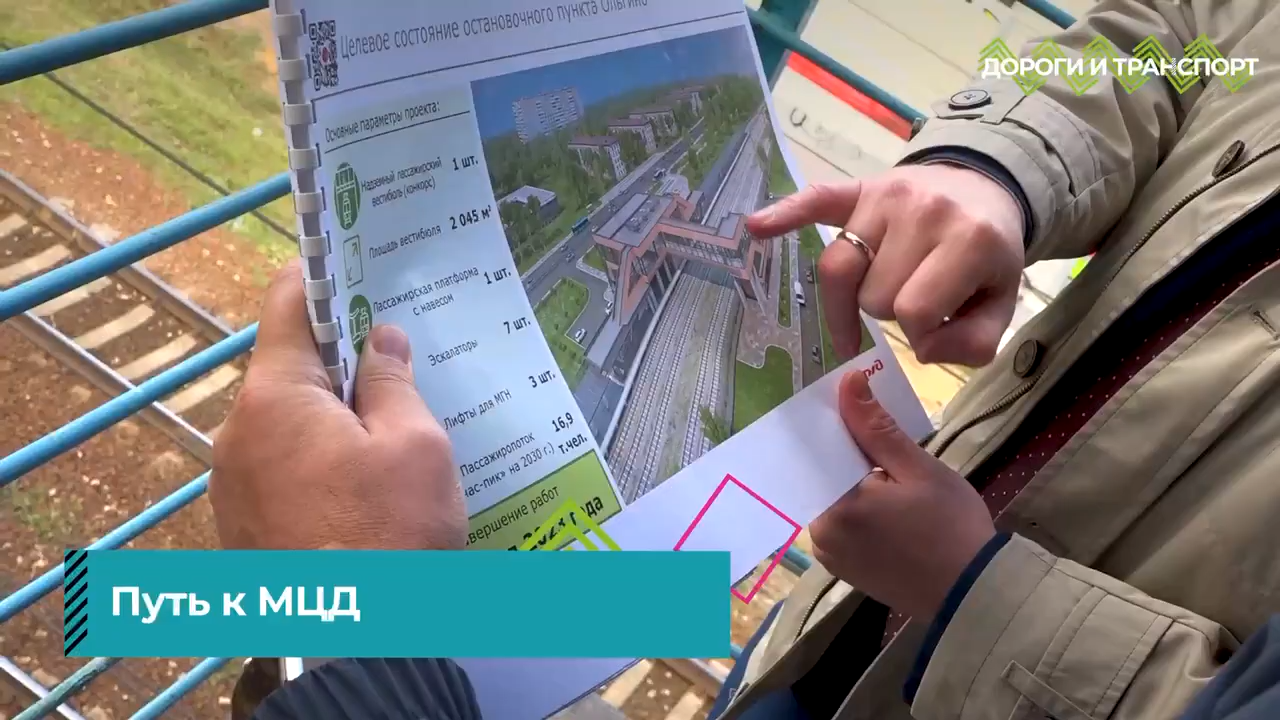 Целевое состояние остановочного пункта Ольгино
ДОРОГИ И ТРАНСПОРТ
Основные параметры проекта:
Надземный пассажирский
вестибюль (конкорс)
1 шт.
Площадь вестибюля
2 045 м²
Пассажирская платформа
с навесом
1 шт.
Эскалаторы
7 шт.
Лифты для МГН
3 шт.
Пассажиропоток
час-пик» на 2030 г.)
16,9
т.чел.
вершение работ
года
Путь к МЦД